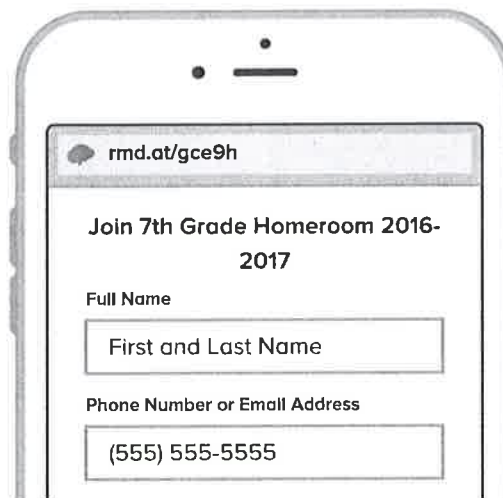 rmd.at/gce9h
Join 7th Grade Homeroom 2016-
2017
Full Name
First and Last Name
Phone Number or Email Address
(555) 555-5555